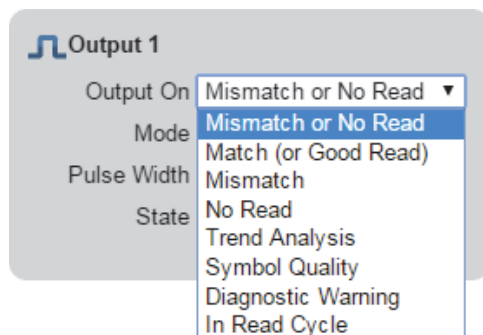 Output 1
Output On Mismatch or No Read
Mismatch or No Read
Mode
Match (or Good Read)
Pulse Width
Mismatch
State
No Read
Trend Analysis
Symbol Quality
Diagnostic Warning
In Read Cycle